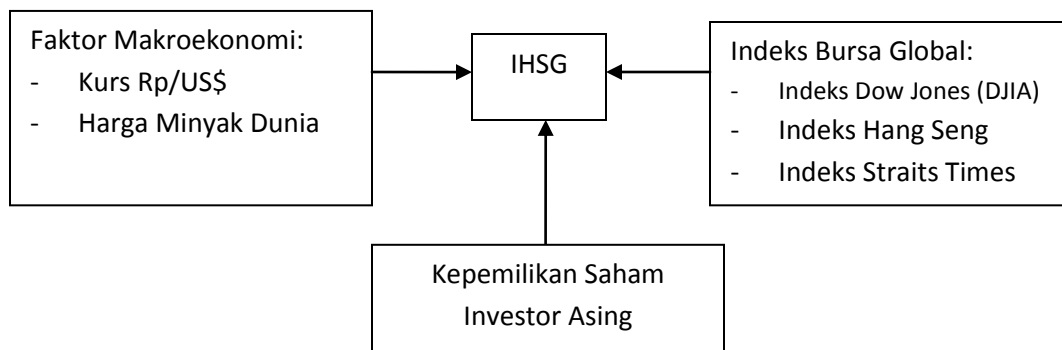 Faktor Makroekonomi:
- Kurs Rp/US$
- Harga Minyak Dunia
IHSG
Indeks Bursa Global:
- Indeks Dow Jones (DJIA)
- Indeks Hang Seng
- Indeks Straits Times
Kepemilikan Saham
Investor Asing